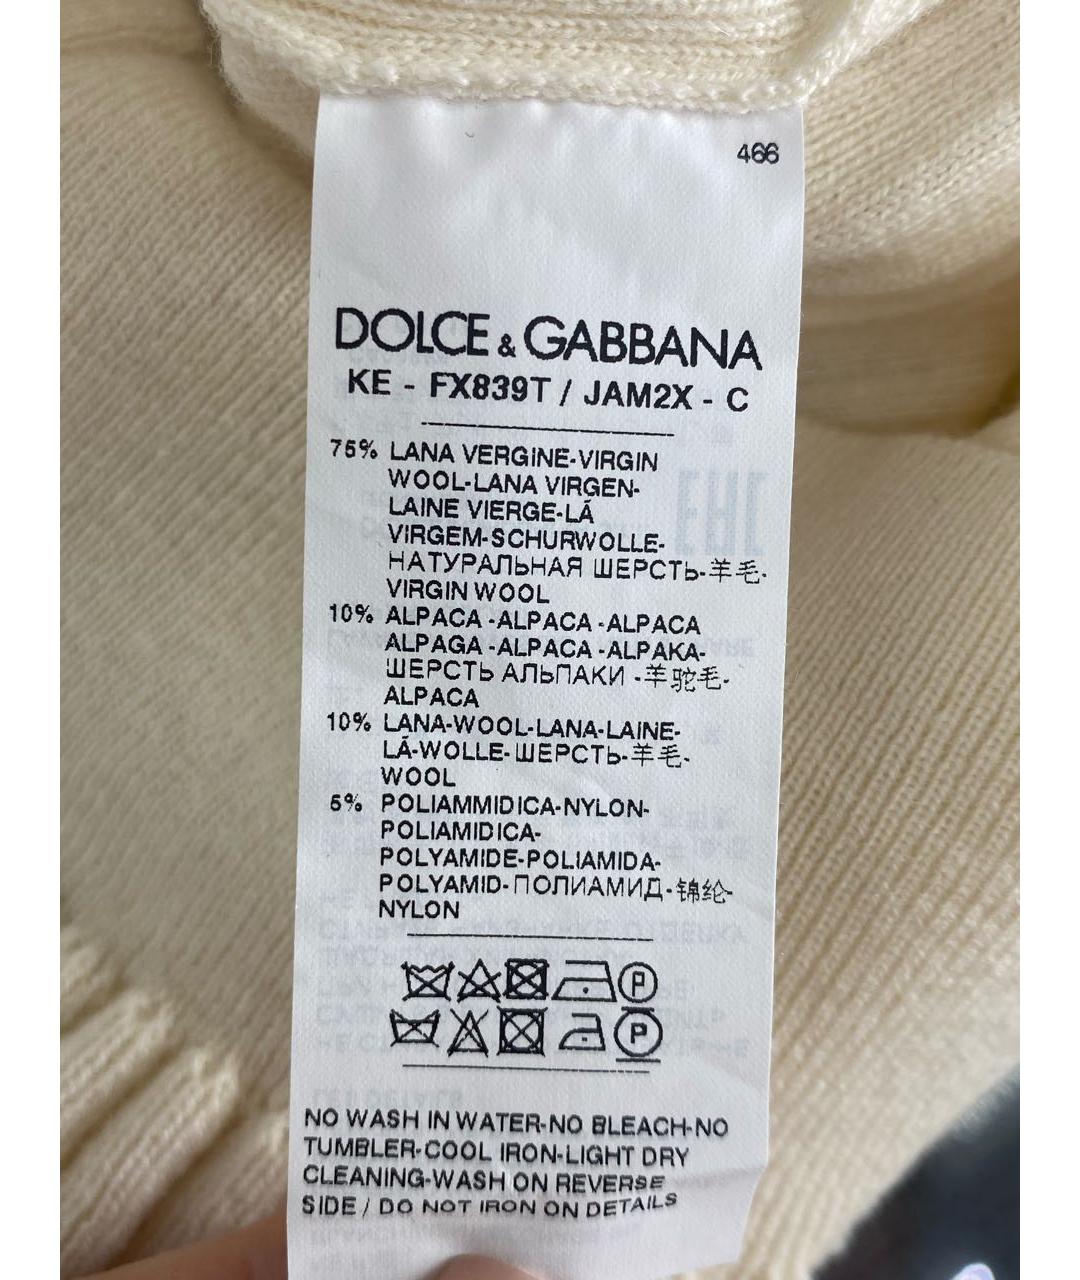 466
DOLCE & GABBANA
KE - FX839T / JAM2X - C
75% LANA VERGINE-VIRGIN
WOOL-LANA VIRGEN-
LAINE VIERGE-LÃ
VIRGEM-SCHURWOLLE-
НАТУРАЛЬНАЯ ШЕРСТЬ-羊毛-
VIRGIN WOOL
10% ALPACA -ALPACA -ALPACA
ALPAGA -ALPACA -ALPAKA-
ШЕРСТЬ АЛЬПАКИ -羊驼毛-
ALPACA
10% LANA-WOOL-LANA-LAINE-
LÃ-WOLLE-ШЕРСТЬ-羊毛-
WOOL
5% POLIAMMIDICA-NYLON-
POLIAMIDICA-
POLYAMIDE-POLIAMIDA-
POLYAMID-ПОЛИАМИД-锦纶-
NYLON
P
P
NO WASH IN WATER-NO BLEACH-NO
TUMBLER-COOL IRON-LIGHT DRY
CLEANING-WASH ON REVERSE
SIDE / DO NOT IRON ON DETAILS